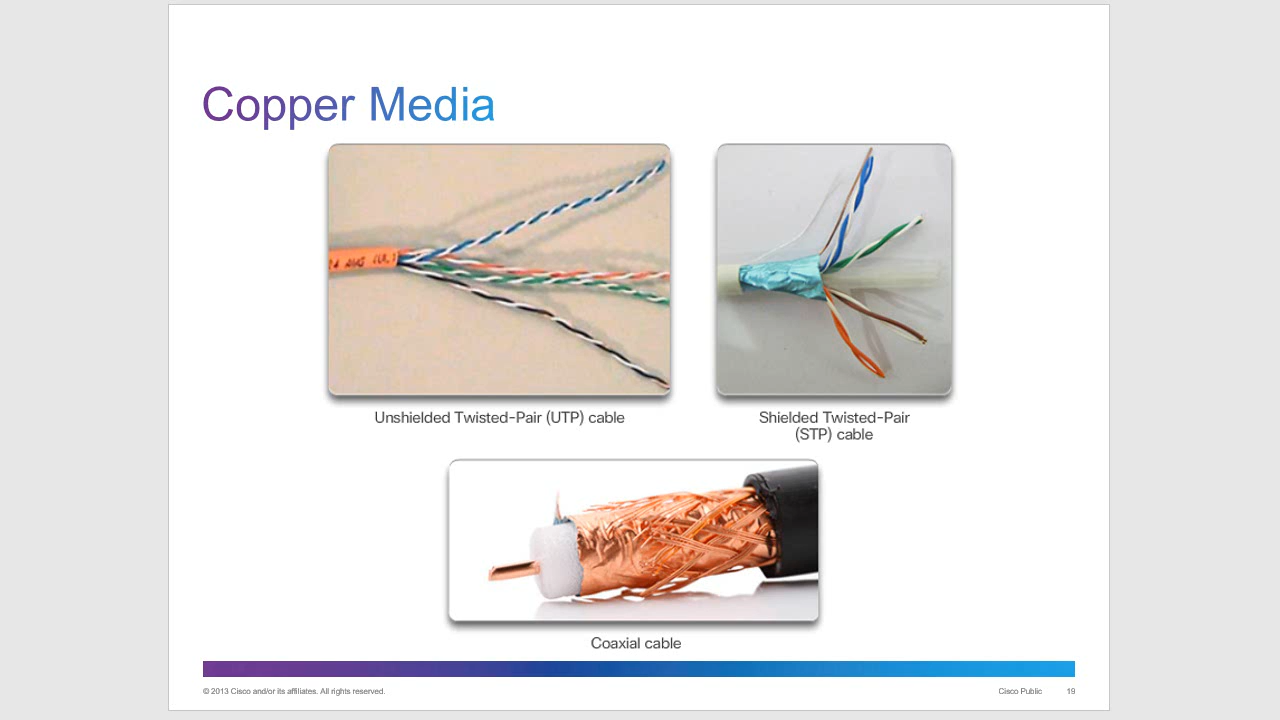 Copper Media
Unshielded Twisted-Pair (UTP) cable
Shielded Twisted-Pair
(STP) cable
Coaxial cable
© 2013 Cisco and/or its affiliates. All rights reserved.
Cisco Public
19